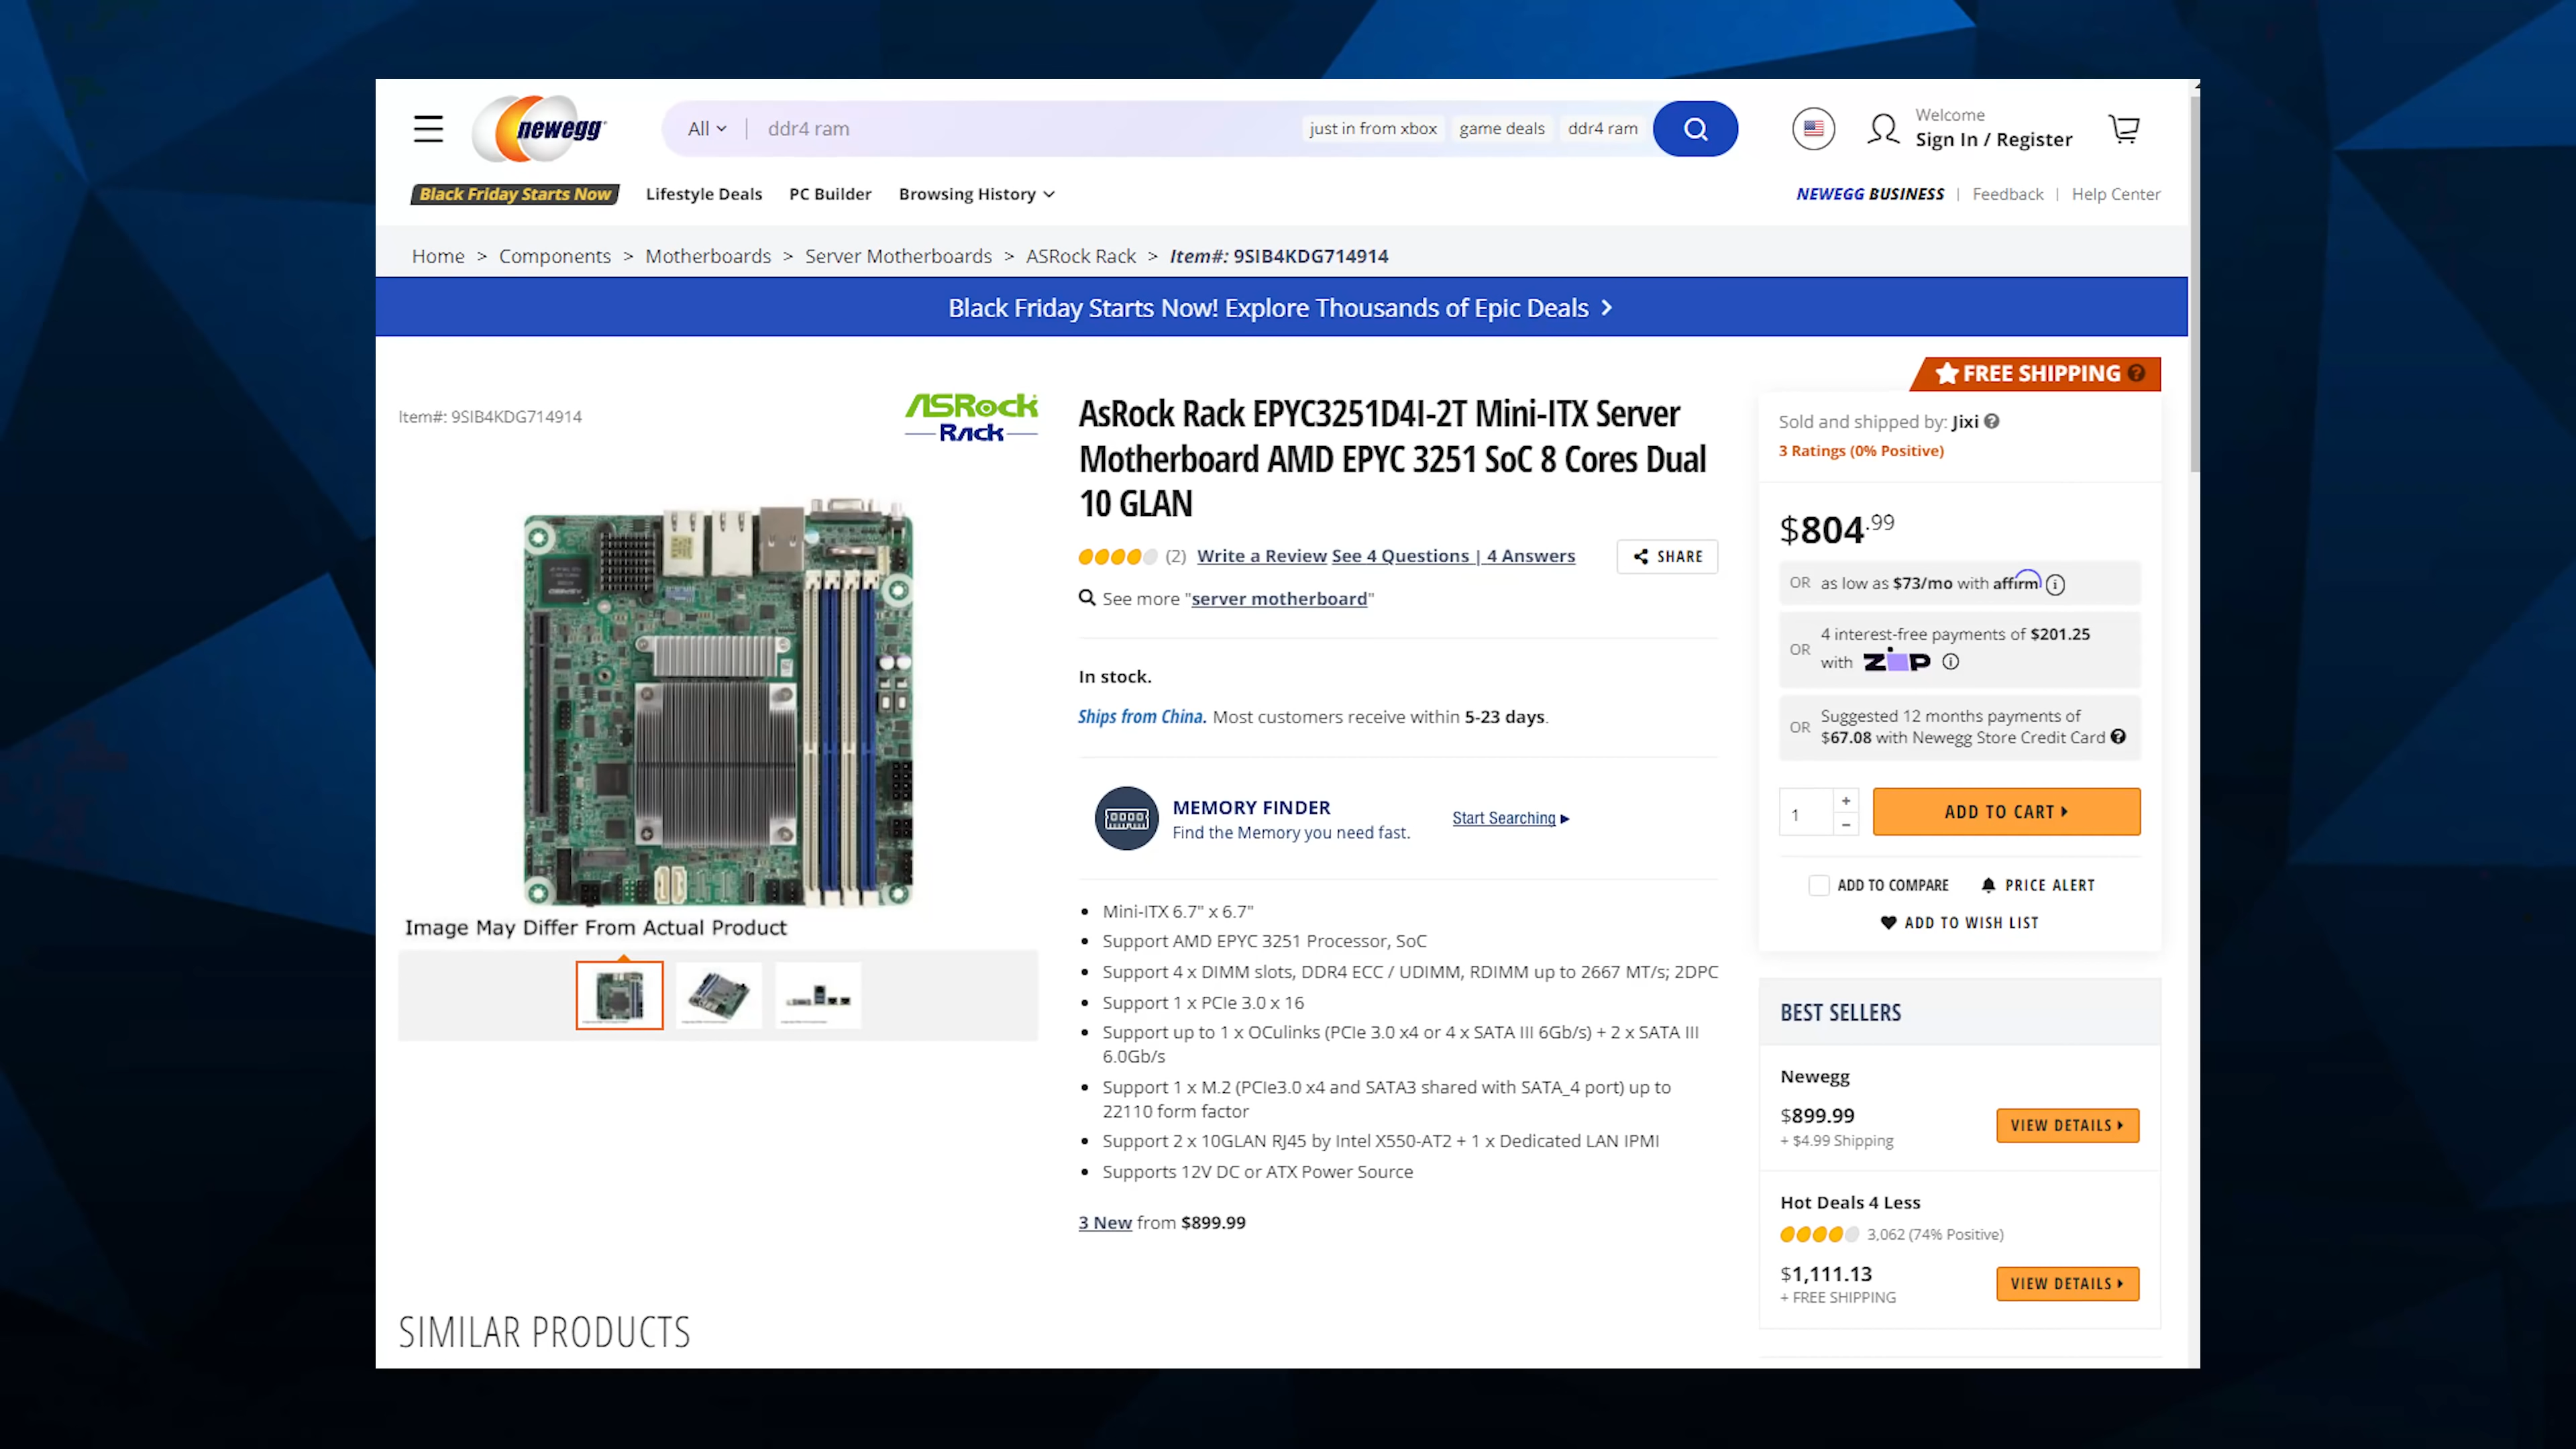 newegg
All
ddr4 ram
just in from xbox
game deals
ddr4 ram
Welcome
Sign In / Register
Black Friday Starts Now
Lifestyle Deals
PC Builder
Browsing History
NEWEGG BUSINESS | Feedback | Help Center
Home > Components > Motherboards > Server Motherboards > ASRock Rack > Item#: 9SIB4KDG714914
Black Friday Starts Now! Explore Thousands of Epic Deals >
Item#: 9SIB4KDG714914
ASRock
Rack
Image May Differ From Actual Product
AsRock Rack EPYC3251D4I-2T Mini-ITX Server
Motherboard AMD EPYC 3251 SoC 8 Cores Dual
10 GLAN
(2) Write a Review See 4 Questions | 4 Answers
SHARE
See more "server motherboard"
In stock.
Ships from China. Most customers receive within 5-23 days.
MEMORY FINDER
Find the Memory you need fast.
Start Searching
• Mini-ITX 6.7" x 6.7"
• Support AMD EPYC 3251 Processor, SoC
• Support 4 x DIMM slots, DDR4 ECC / UDIMM, RDIMM up to 2667 MT/s; 2DPC
• Support 1 x PCIe 3.0 x 16
• Support up to 1 x OCulinks (PCIe 3.0 x4 or 4 x SATA III 6Gb/s) + 2 x SATA III
6.0Gb/s
• Support 1 x M.2 (PCIe3.0 x4 and SATA3 shared with SATA_4 port) up to
22110 form factor
• Support 2 x 10GLAN RJ45 by Intel X550-AT2 + 1 x Dedicated LAN IPMI
• Supports 12V DC or ATX Power Source
3 New from $899.99
FREE SHIPPING
Sold and shipped by: Jixi
3 Ratings (0% Positive)
$804.99
OR as low as $73/mo with affirm
OR 4 interest-free payments of $201.25
with zip
OR Suggested 12 months payments of
$67.08 with Newegg Store Credit Card
1
ADD TO CART
ADD TO COMPARE
PRICE ALERT
ADD TO WISH LIST
BEST SELLERS
Newegg
$899.99
+ $4.99 Shipping
VIEW DETAILS
Hot Deals 4 Less
3,062 (74% Positive)
$1,111.13
+ FREE SHIPPING
VIEW DETAILS
SIMILAR PRODUCTS